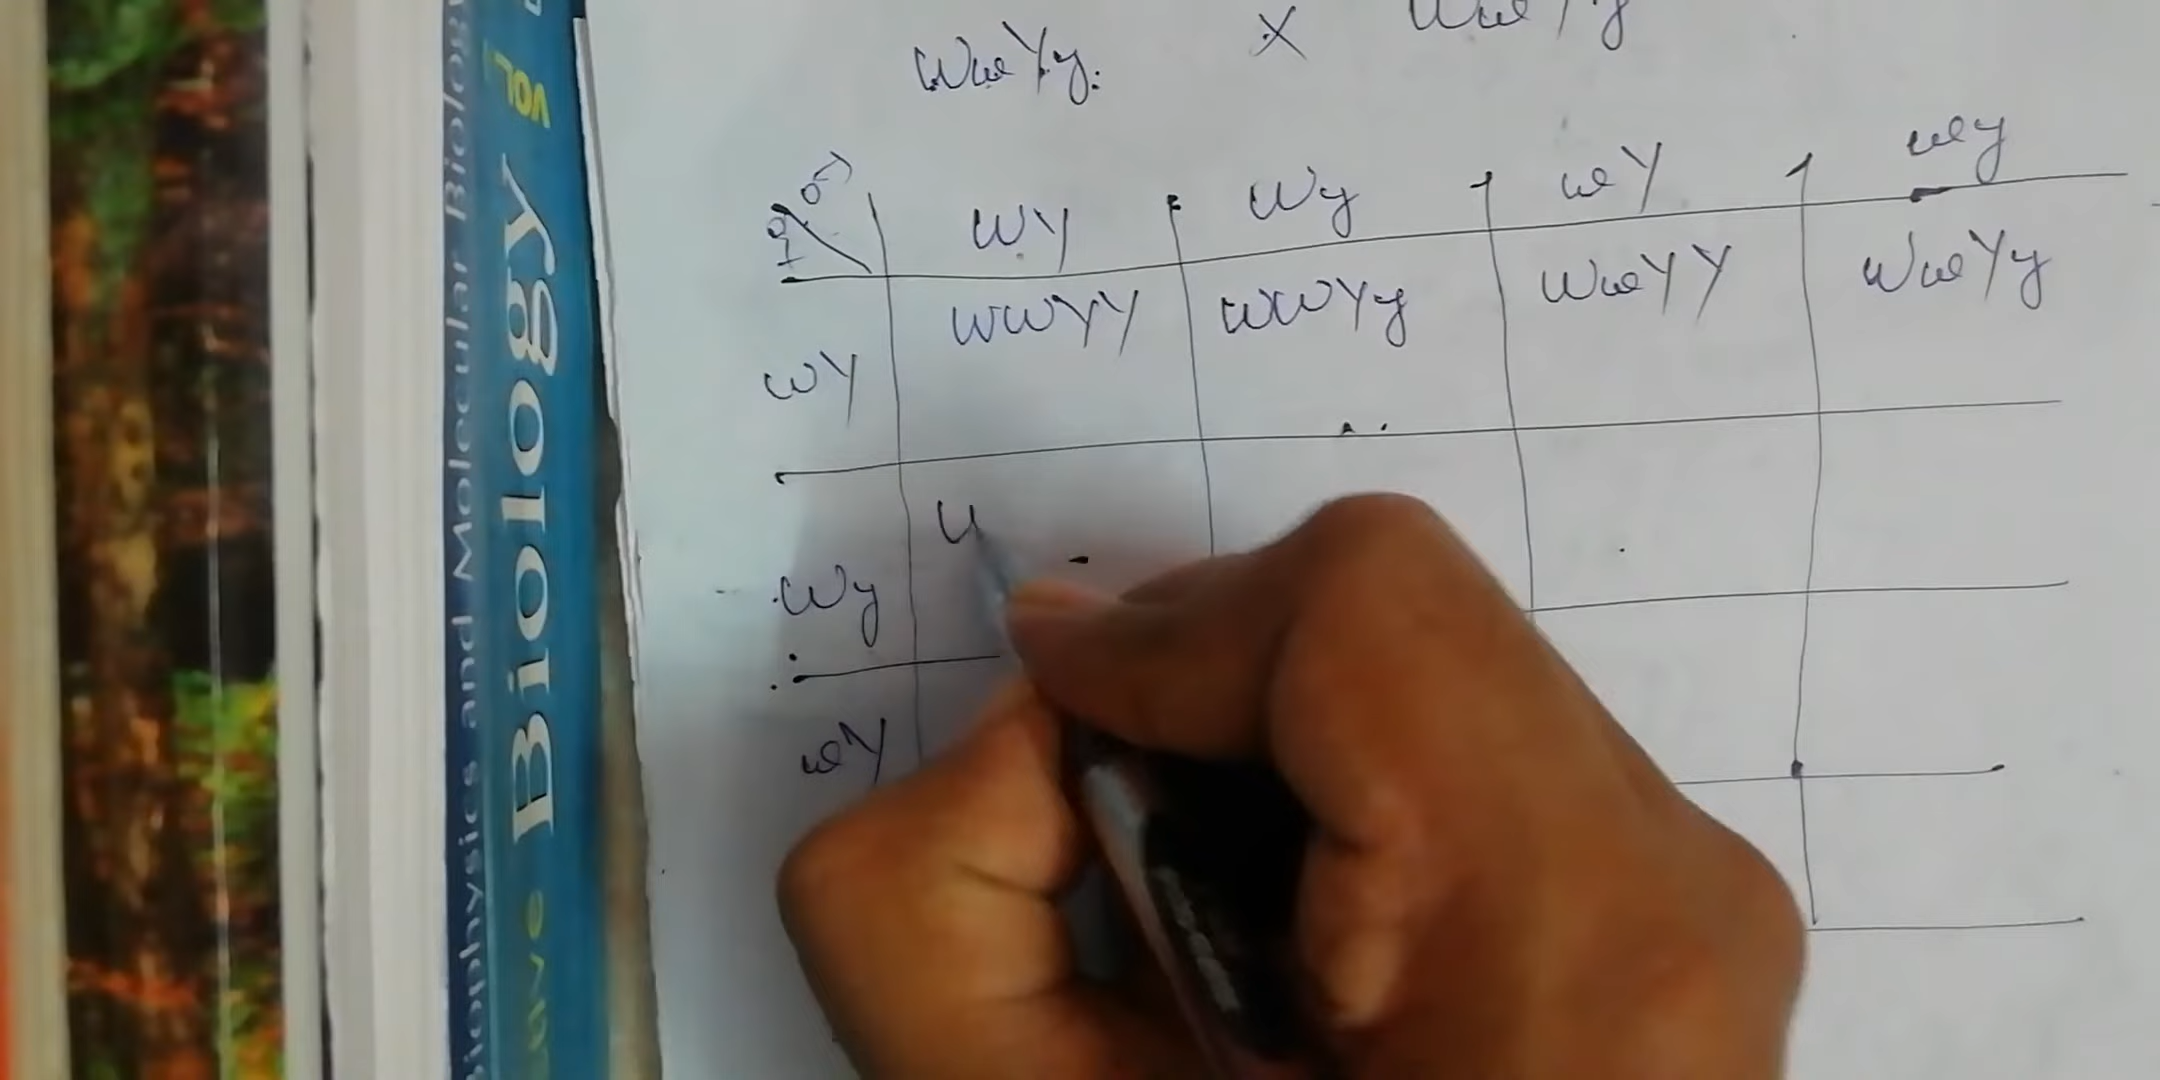 WwYy. X WwYy
♀ ♂ WY Wy wY wy
WY WWYY WWYy WwYY WwYy
Wy W
wY
Biophysics and Molecular Biology
Biology VOL